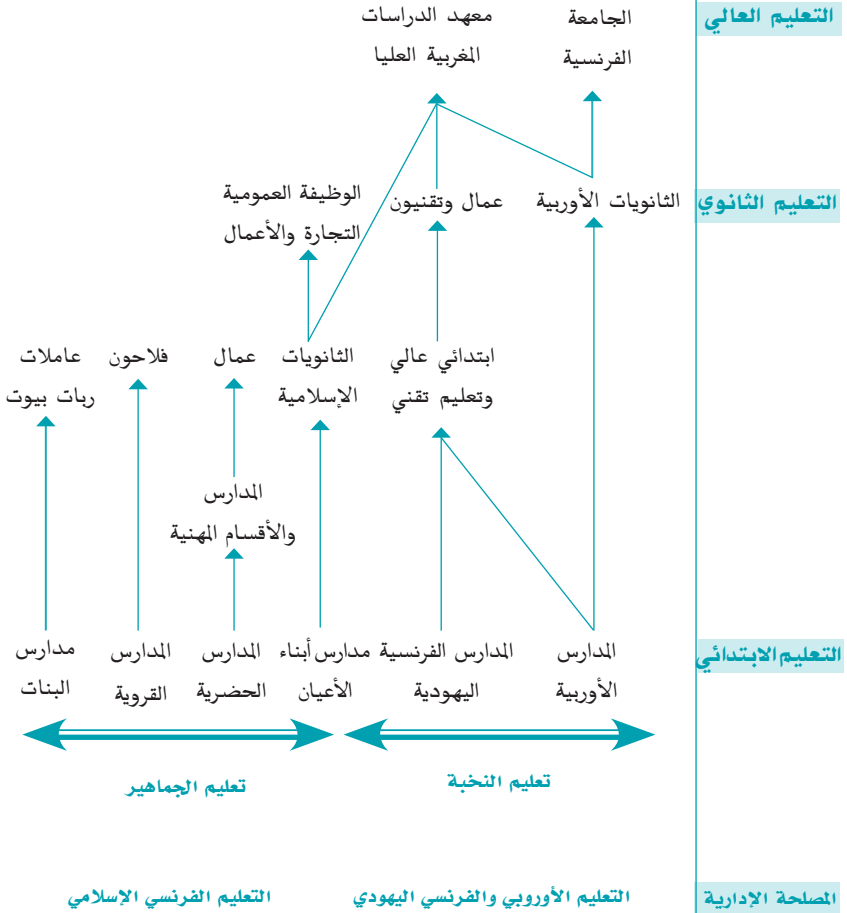 التعليم العالي
الجامعة
الفرنسية
معهد الدراسات
المغربية العليا
التعليم الثانوي
الثانويات الأوربية
عمال وتقنيون
الوظيفة العمومية
التجارة والأعمال
ابتدائي عالي
وتعليم تقني
الثانويات
الإسلامية
عمال
فلاحون
عاملات
ربات بيوت
المدارس
والأقسام المهنية
التعليم الابتدائي
المدارس
الأوربية
المدارس الفرنسية
اليهودية
مدارس أبناء
الأعيان
المدارس
الحضرية
المدارس
القروية
مدارس
البنات
تعليم النخبة
تعليم الجماهير
المصلحة الإدارية
التعليم الأوروبي والفرنسي اليهودي
التعليم الفرنسي الإسلامي